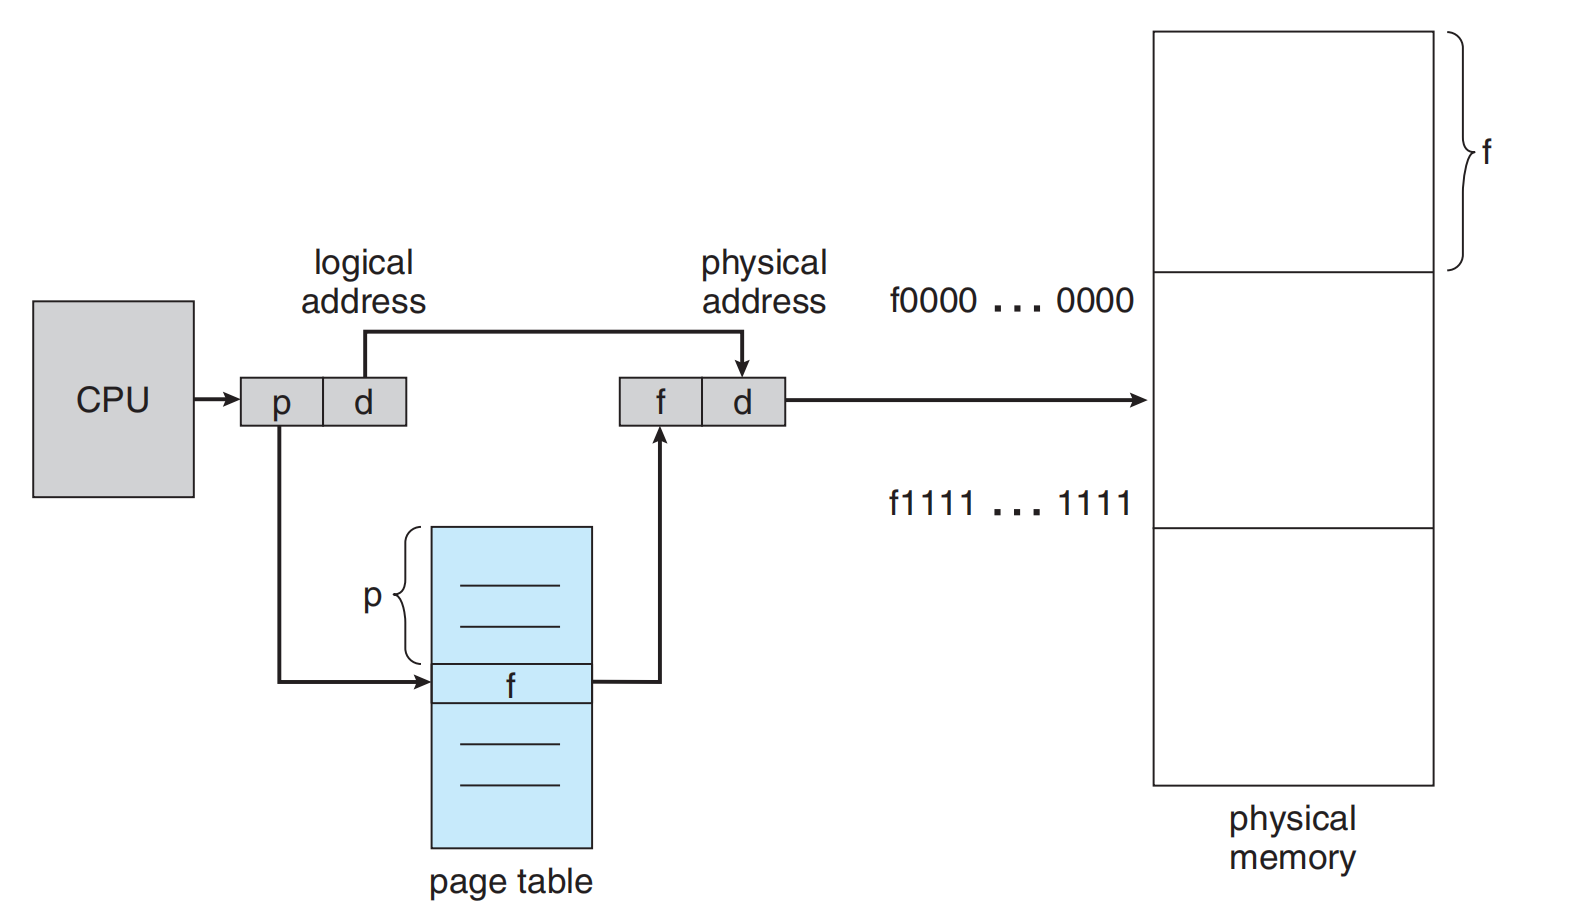 f
logical
address
physical
address
f0000 ... 0000
CPU
p
d
f
d
f1111 ... 1111
p
f
physical
memory
page table